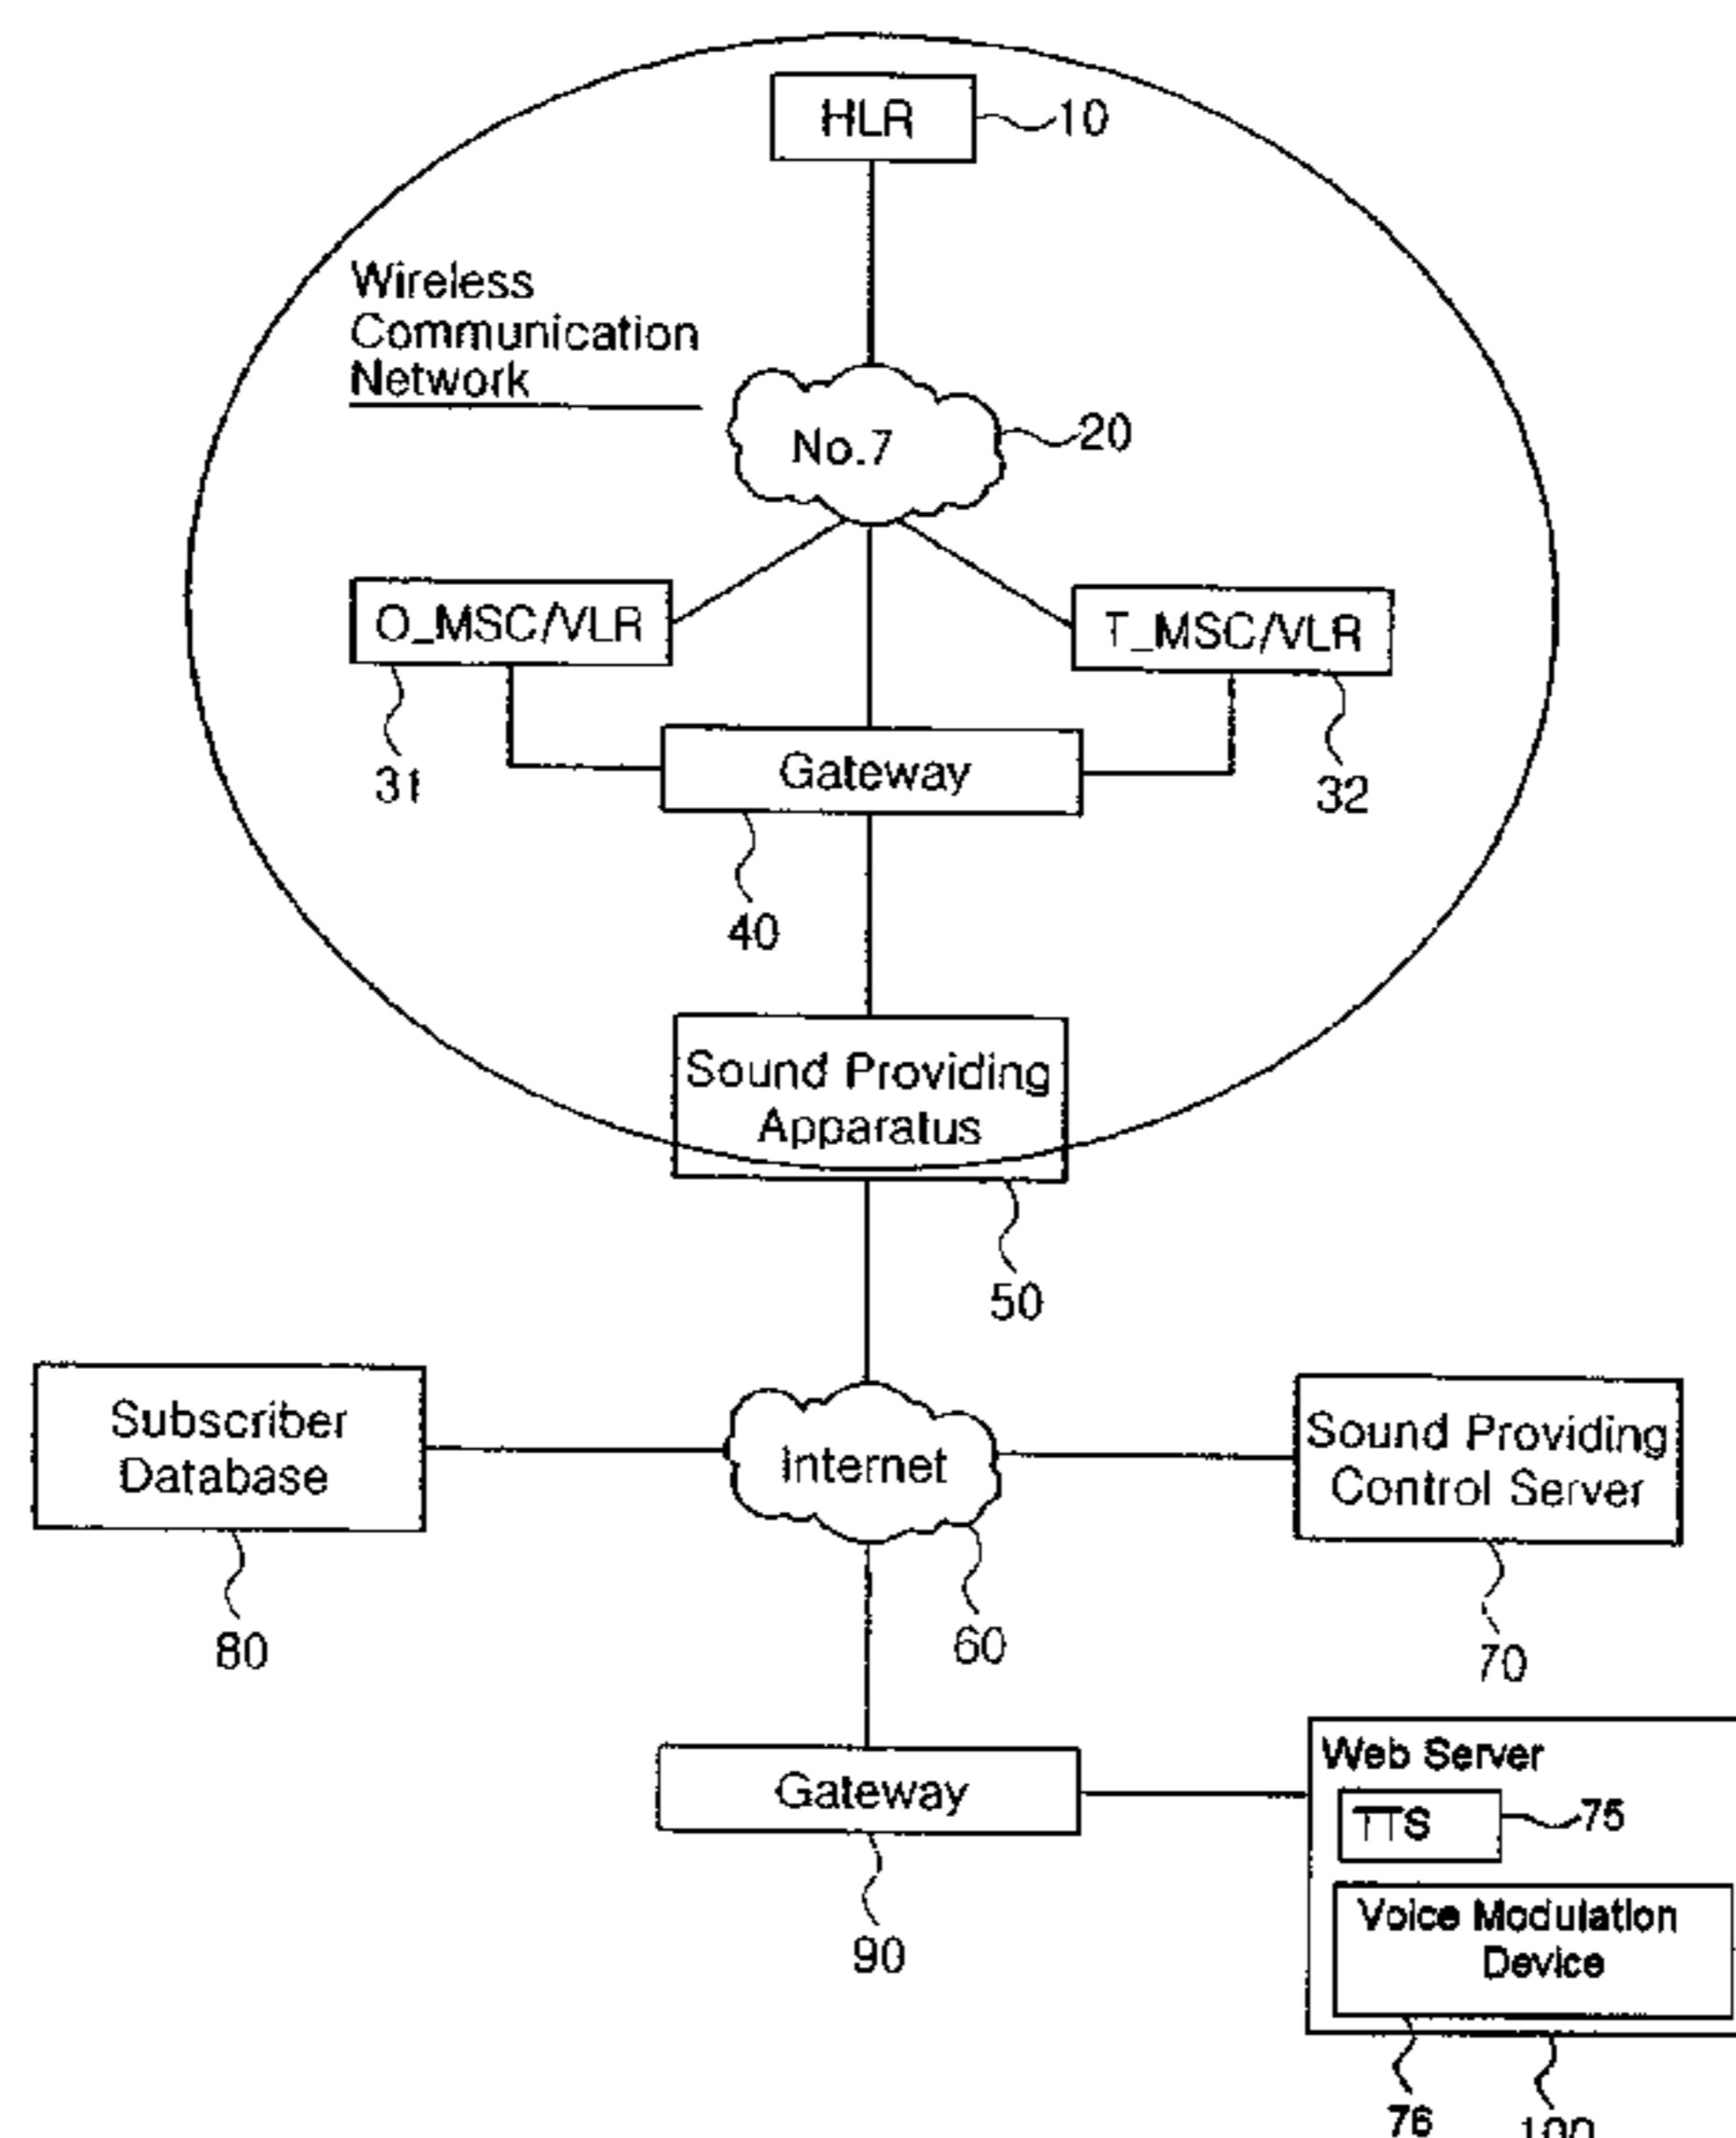 HLR
10
Wireless
Communication
Network
No.7
20
O_MSC/VLR
T_MSC/VLR
31
Gateway
32
40
Sound Providing
Apparatus
50
Subscriber
Database
Internet
Sound Providing
Control Server
80
60
70
Gateway
Web Server
TTS
75
Voice Modulation
Device
90
76
100